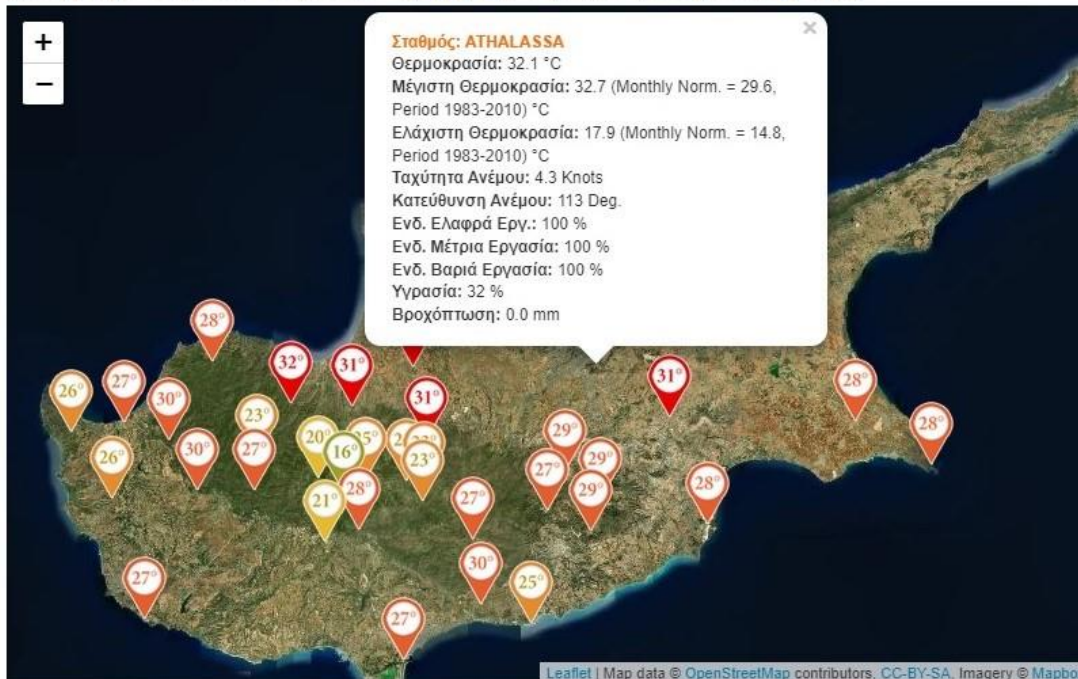 +
−
×
Σταθμός: ATHALASSA
Θερμοκρασία: 32.1 °C
Μέγιστη Θερμοκρασία: 32.7 (Monthly Norm. = 29.6,
Period 1983-2010) °C
Ελάχιστη Θερμοκρασία: 17.9 (Monthly Norm. = 14.8,
Period 1983-2010) °C
Ταχύτητα Ανέμου: 4.3 Knots
Κατεύθυνση Ανέμου: 113 Deg.
Ενδ. Ελαφρά Εργ.: 100 %
Ενδ. Μέτρια Εργασία: 100 %
Ενδ. Βαριά Εργασία: 100 %
Υγρασία: 32 %
Βροχόπτωση: 0.0 mm
28°
32°
31°
31°
28°
26°
27°
30°
23°
31°
28°
20°
16°
29°
26°
30°
27°
23°
27°
29°
21°
28°
27°
29°
28°
27°
30°
25°
27°
Leaflet | Map data © OpenStreetMap contributors, CC-BY-SA, Imagery © Mapbo